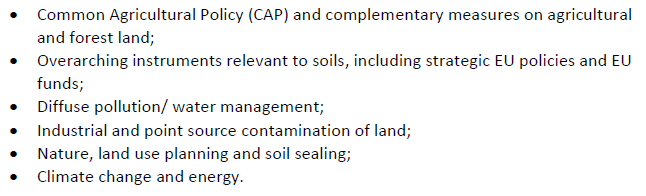 • Common Agricultural Policy (CAP) and complementary measures on agricultural
and forest land;
• Overarching instruments relevant to soils, including strategic EU policies and EU
funds;
• Diffuse pollution/ water management;
• Industrial and point source contamination of land;
• Nature, land use planning and soil sealing;
• Climate change and energy.